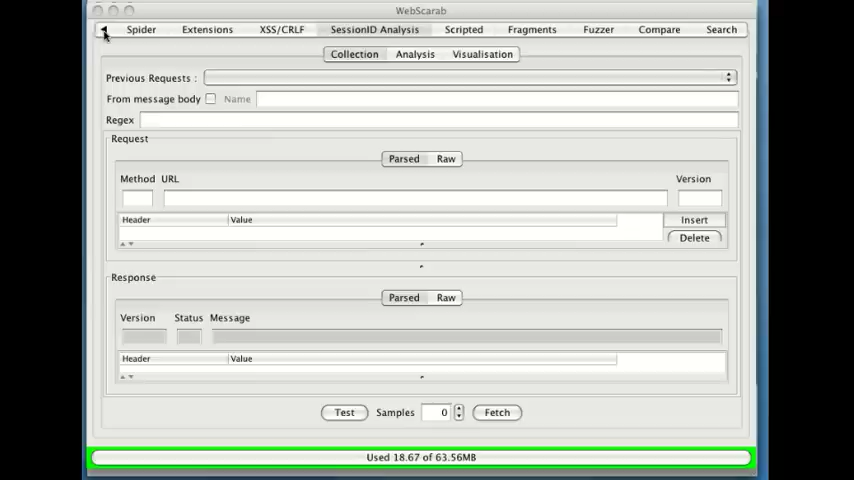 WebScarab
Spider Extensions XSS/CRLF SessionID Analysis Scripted Fragments Fuzzer Compare Search
Collection Analysis Visualisation
Previous Requests :
From message body Name
Regex
Request
Parsed Raw
Method URL Version
Header Value Insert
Delete
Response
Parsed Raw
Version Status Message
Header Value
Test Samples 0 Fetch
Used 18.67 of 63.56MB